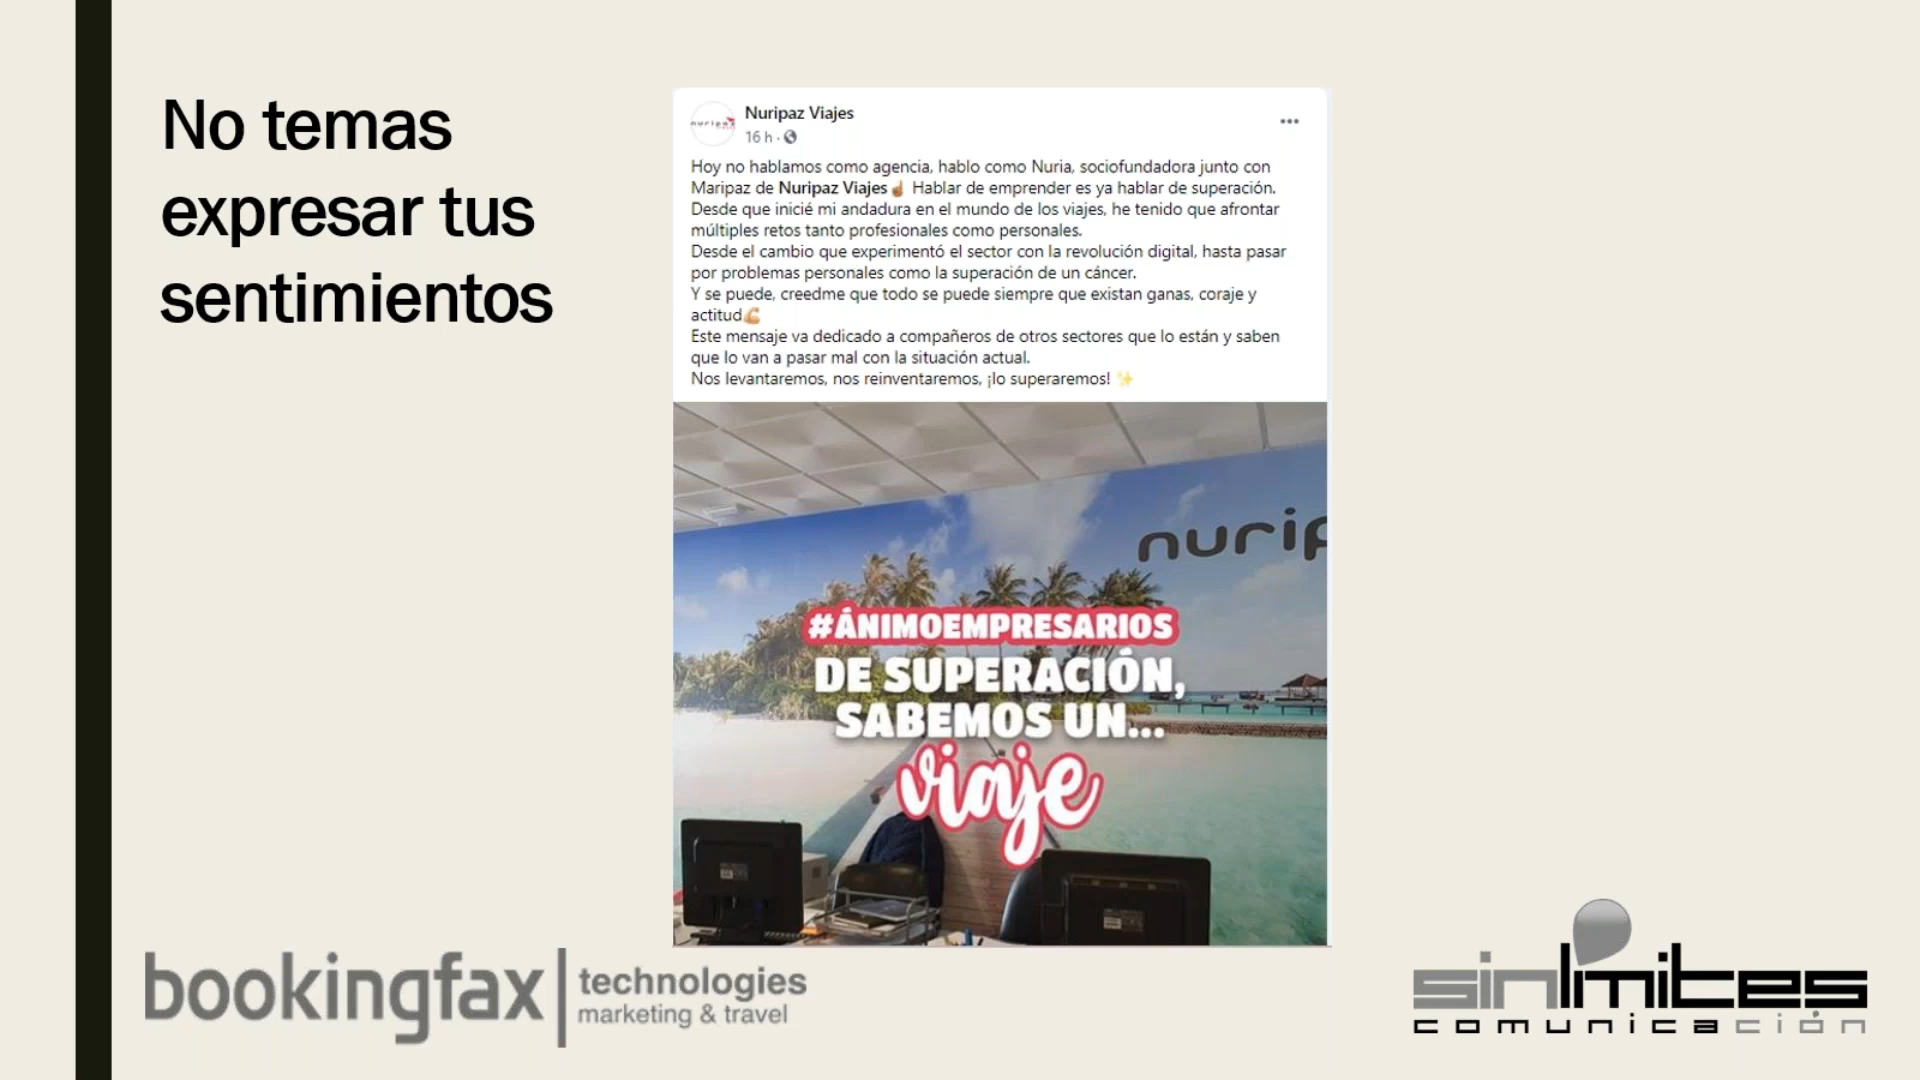 No temas
expresar tus
sentimientos
Nuripaz Viajes
16 h ·
Hoy no hablamos como agencia, hablo como Nuria, sociofundadora junto con
Maripaz de Nuripaz Viajes☝🏽 Hablar de emprender es ya hablar de superación.
Desde que inicié mi andadura en el mundo de los viajes, he tenido que afrontar
múltiples retos tanto profesionales como personales.
Desde el cambio que experimentó el sector con la revolución digital, hasta pasar
por problemas personales como la superación de un cáncer.
Y se puede, creedme que todo se puede siempre que existan ganas, coraje y
actitud💪🏼
Este mensaje va dedicado a compañeros de otros sectores que lo están y saben
que lo van a pasar mal con la situación actual.
Nos levantaremos, nos reinventaremos, ¡lo superaremos! ✨
nurip
#ÁNIMOEMPRESARIOS
DE SUPERACIÓN,
SABEMOS UN...
viaje
bookingfax technologies
marketing & travel
sinlimites
comunicación